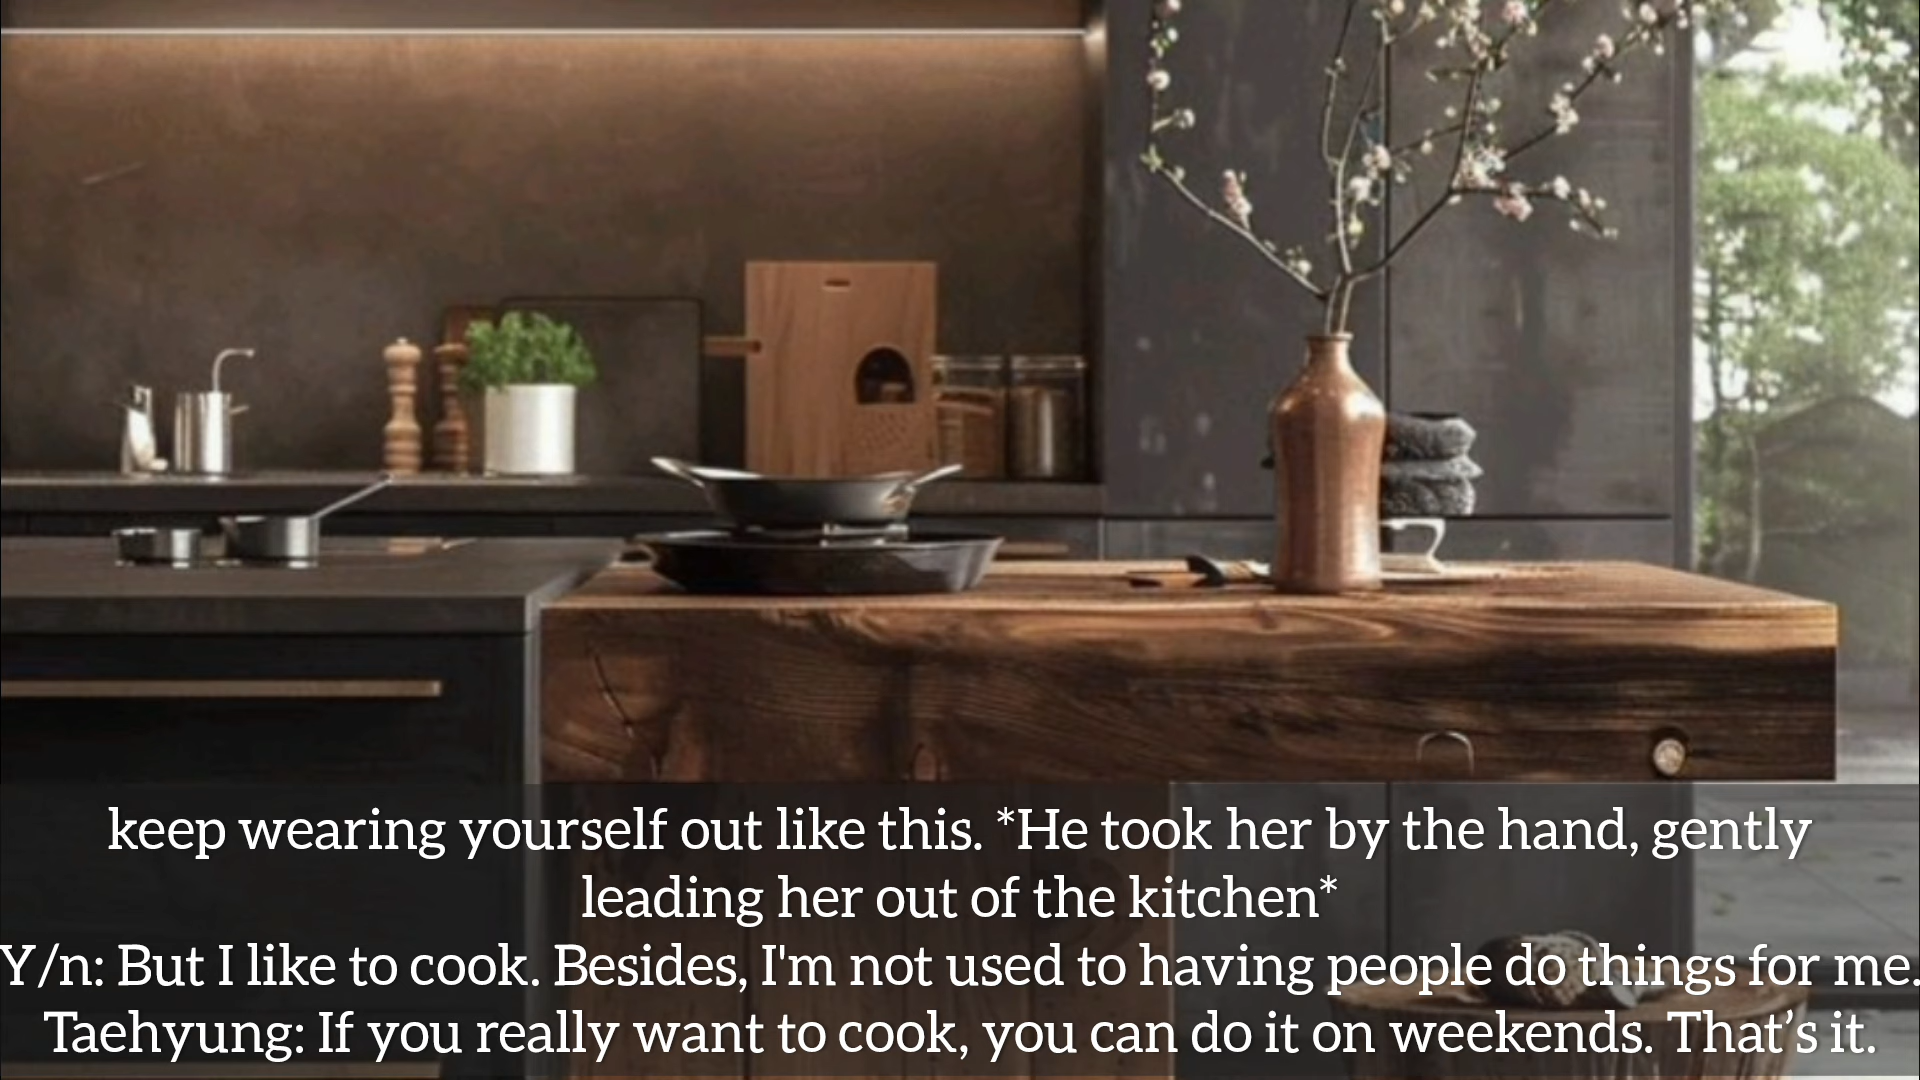 keep wearing yourself out like this. *He took her by the hand, gently
leading her out of the kitchen*
Y/n: But I like to cook. Besides, I'm not used to having people do things for me.
Taehyung: If you really want to cook, you can do it on weekends. That’s it.